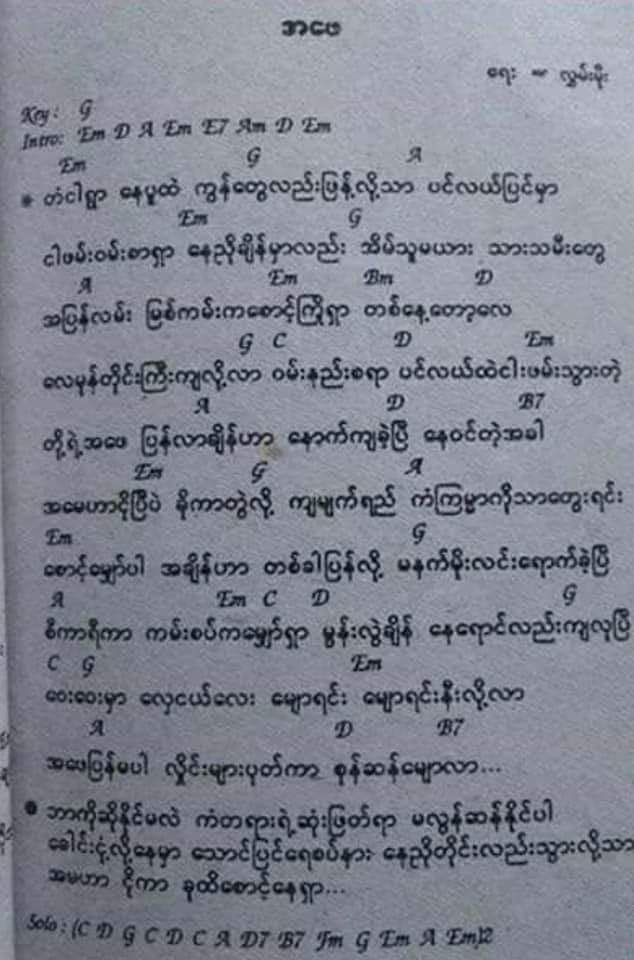 အဖေ
ရေး - လွှမ်းမိုး
Key: G
Intro: Em D A Em E7 Am D Em
Em G A
* တံငါရွာ နေပူထဲ ကွန်တွေလည်းဖြန့်လို့သာ ပင်လယ်ပြင်မှာ
Em G
ငါဖမ်းဝမ်းစာရှာ နေညိုချိန်မှာလည်း အိမ်သူမယား သားသမီးတွေ
A Em Bm D
အပြန်လမ်း မြစ်ကမ်းကစောင့်ကြိုရှာ တစ်နေ့တော့လေ
G C D Em
လေမုန်တိုင်းကြီးကျလို့လာ ဝမ်းနည်းစရာ ပင်လယ်ထဲငါးဖမ်းသွားတဲ့
A D B7
တို့ရဲ့အဖေ ပြန်လာချိန်ဟာ နောက်ကျခဲ့ပြီ နေဝင်တဲ့အခါ
Em G A
အမေဟာငိုပြီပဲ ခိုကာတွဲလို့ ကျမျက်ရည် ကံကြမ္မာကိုသာတွေးရင်း
Em G
စောင့်မျှော်ပါ အချိန်ဟာ တစ်ခါပြန်လို့ မနက်မိုးလင်းရောက်ခဲ့ပြီ
A Em C D G
စီကာရီကာ ကမ်းစပ်ကမျှော်ရှာ မွန်းလွဲချိန် နေရောင်လည်းကျလုပြီ
C G Em
ဝေးဝေးမှာ လှေငယ်လေး မျောရင်း မျောရင်းနီးလို့လာ
A D B7
အဖေပြန်မပါ လှိုင်းများပုတ်ကာ စုန်ဆန်မျောလာ...
* ဘာကိုဆိုနိုင်မလဲ ကံတရားရဲ့ဆုံးဖြတ်ရာ မလွန်ဆန်နိုင်ပါ
ခေါင်းငုံ့လို့နေမှာ သောင်ပြင်ရေစပ်နား နေညိုတိုင်းလည်းသွားလို့သာ
အမဟာ ငိုကာ ခုထိစောင့်နေရှာ...
Solo : (C D G C D C A D7 B7 Fm G Em A Em)2